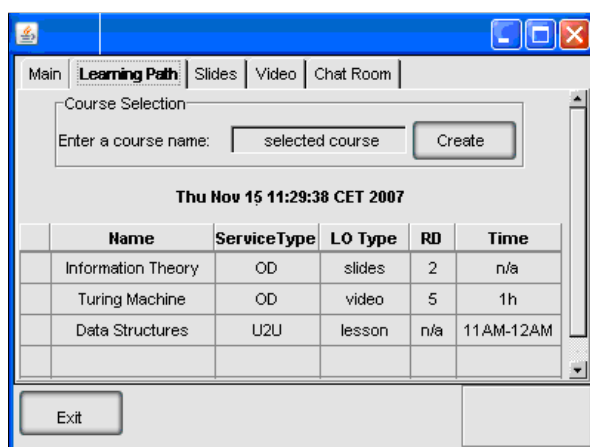 Main Learning Path Slides Video Chat Room
Course Selection
Enter a course name: selected course Create
Thu Nov 15 11:29:38 CET 2007
Name ServiceType LO Type RD Time
Information Theory OD slides 2 n/a
Turing Machine OD video 5 1h
Data Structures U2U lesson n/a 11AM-12AM
Exit